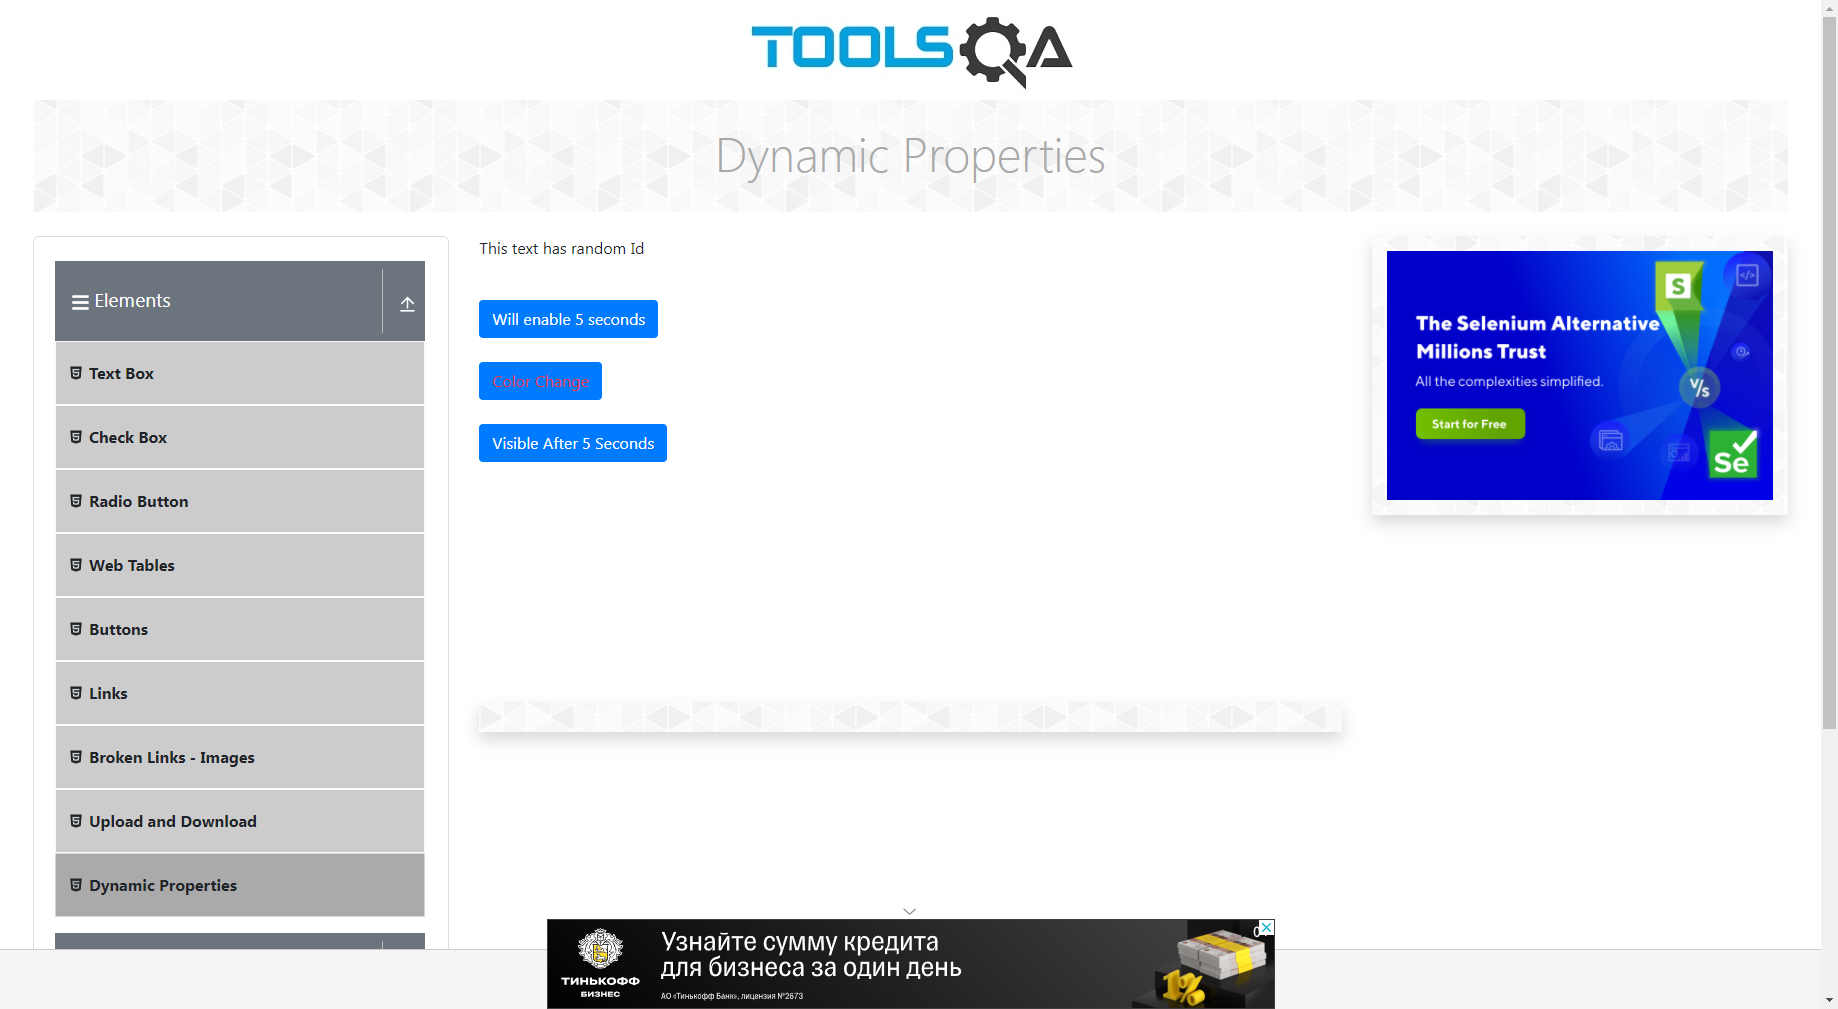 TOOLSQA
Dynamic Properties
Elements
Text Box
Check Box
Radio Button
Web Tables
Buttons
Links
Broken Links - Images
Upload and Download
Dynamic Properties
This text has random Id
Will enable 5 seconds
Color Change
Visible After 5 Seconds
The Selenium Alternative
Millions Trust
All the complexities simplified.
Start for Free
S
</>
V/s
Se
ТИНЬКОФФ
БИЗНЕС
Узнайте сумму кредита
для бизнеса за один день
АО «Тинькофф Банк», лицензия №2673
1%